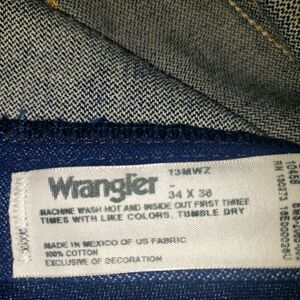 13MWZ
Wrangler -
34 X 36
MACHINE WASH HOT AND INSIDE OUT FIRST THREE
TIMES WITH LIKE COLORS, TUMBLE DRY
MADE IN MEXICO OF US FABRIC
100% COTTON
EXCLUSIVE OF DECORATION